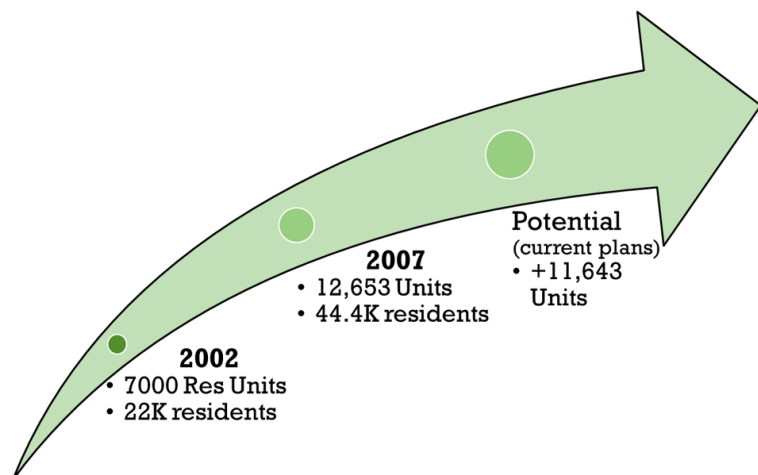 2002
• 7000 Res Units
• 22K residents
2007
• 12,653 Units
• 44.4K residents
Potential
(current plans)
• +11,643
Units